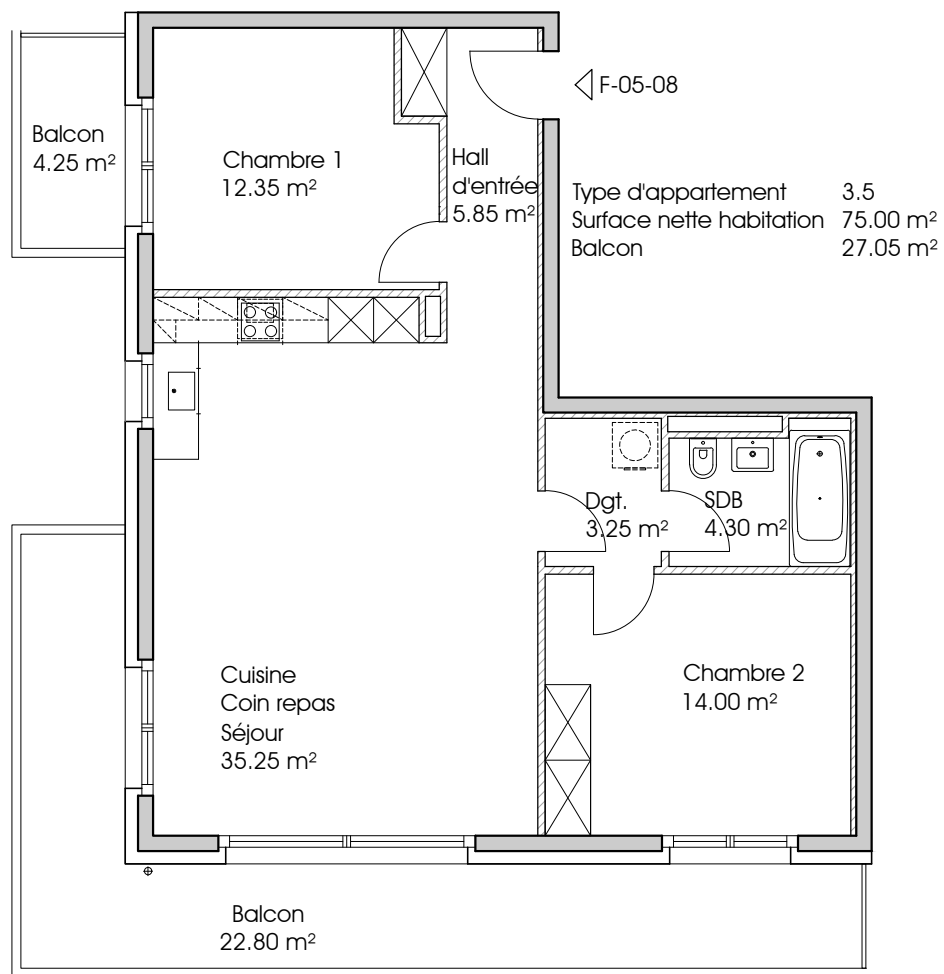 F-05-08
Balcon
4.25 m²
Chambre 1
12.35 m²
Hall
d'entrée
5.85 m²
Type d'appartement 3.5
Surface nette habitation 75.00 m²
Balcon 27.05 m²
Dgt.
3.25 m²
SDB
4.30 m²
Cuisine
Coin repas
Séjour
35.25 m²
Chambre 2
14.00 m²
Balcon
22.80 m²